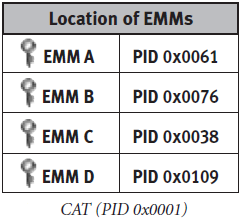 Location of EMMs
EMM A PID 0x0061
EMM B PID 0x0076
EMM C PID 0x0038
EMM D PID 0x0109
CAT (PID 0x0001)